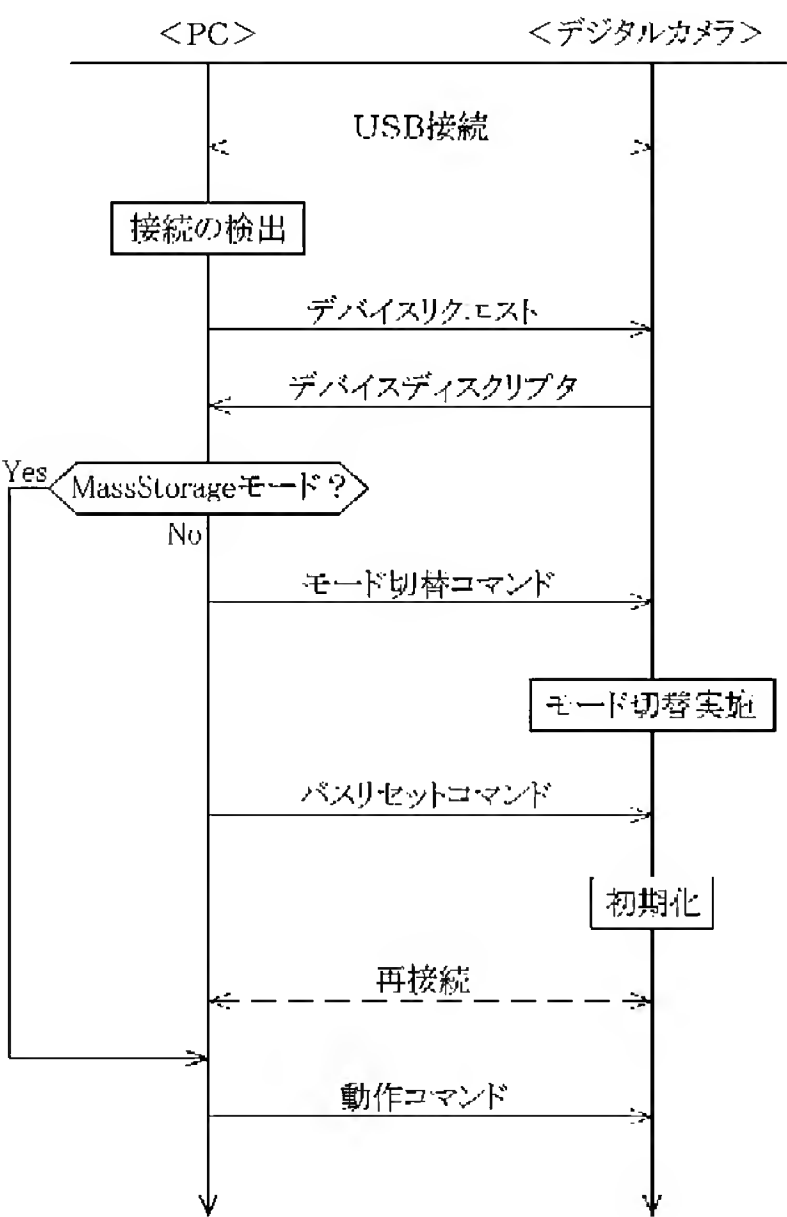 <PC>
<デジタルカメラ>
USB接続
接続の検出
デバイスリクエスト
デバイスディスクリプタ
Yes
MassStorageモード?
No
モード切替コマンド
モード切替実施
バスリセットコマンド
初期化
再接続
動作コマンド